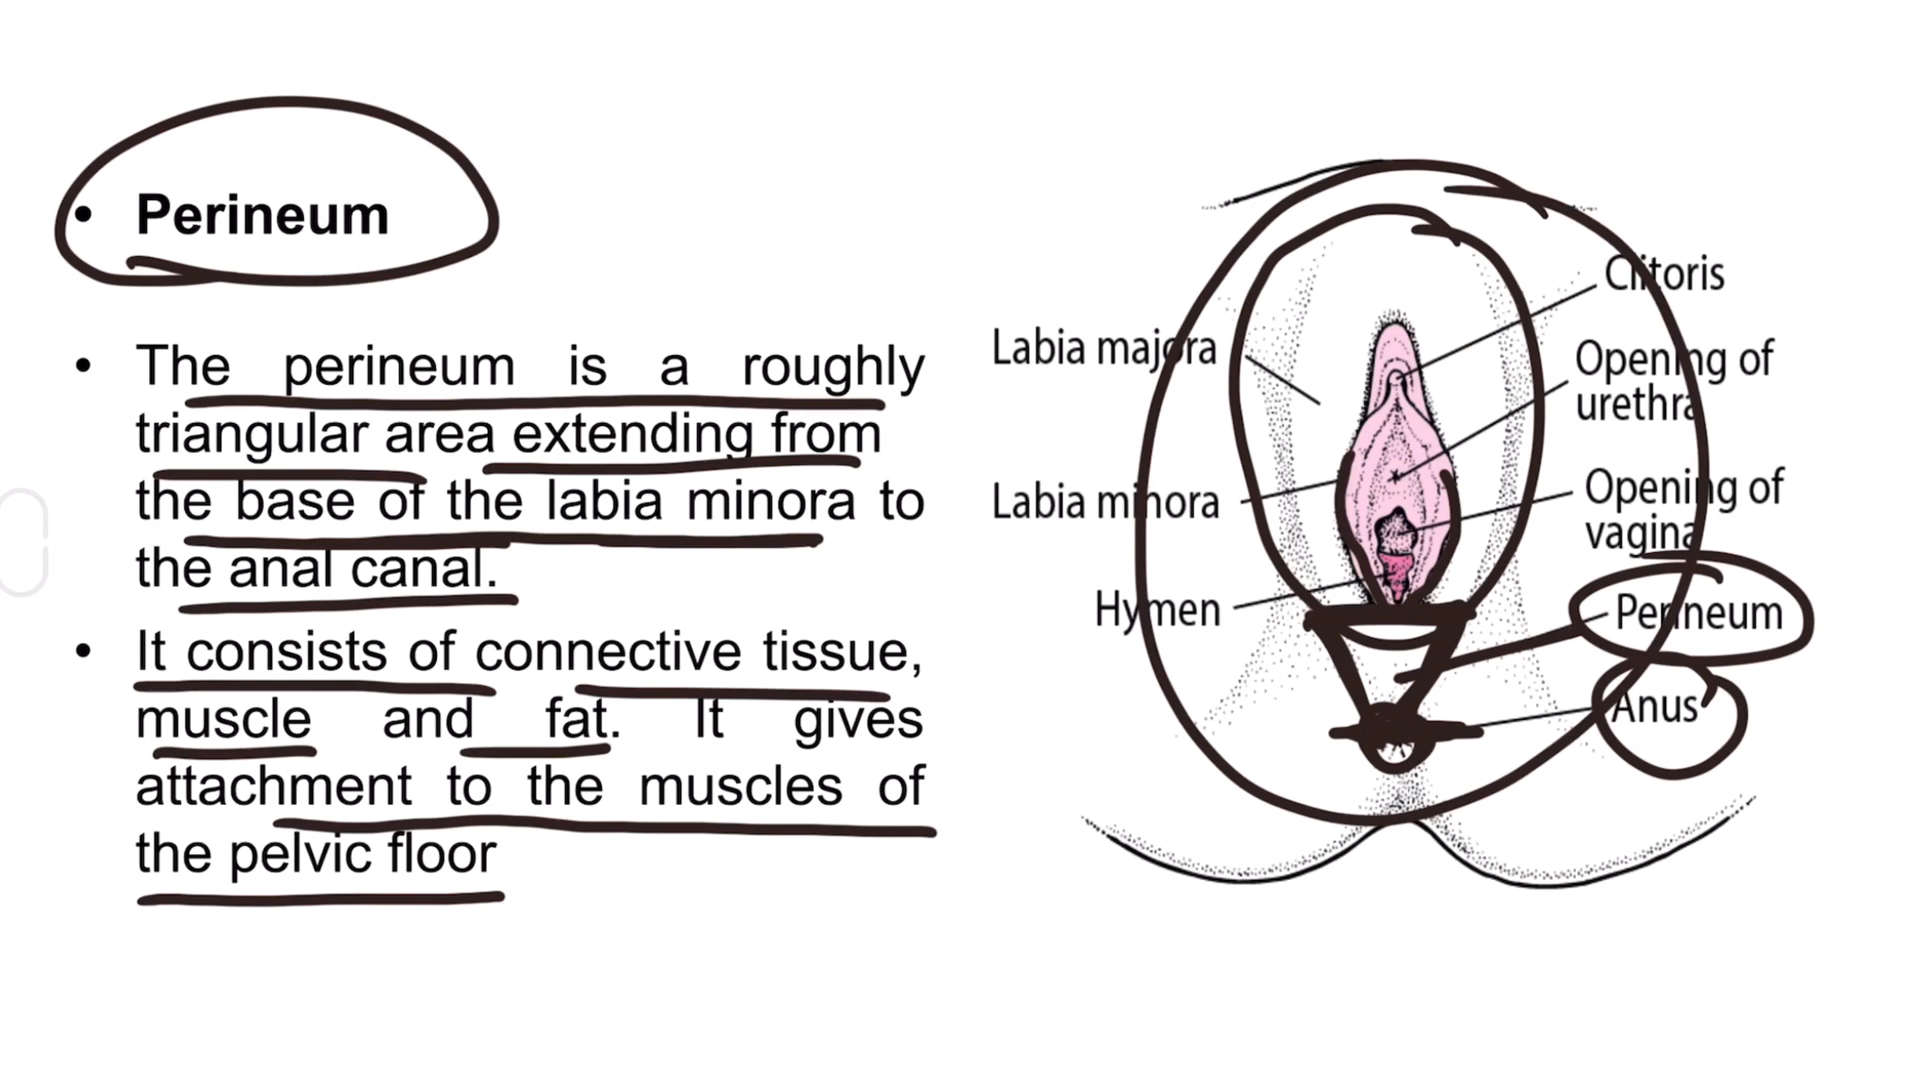 • Perineum
• The perineum is a roughly
triangular area extending from
the base of the labia minora to
the anal canal.
• It consists of connective tissue,
muscle and fat. It gives
attachment to the muscles of
the pelvic floor
Clitoris
Labia majora
Opening of
urethra
Labia minora
Opening of
vagina
Hymen
Perineum
Anus